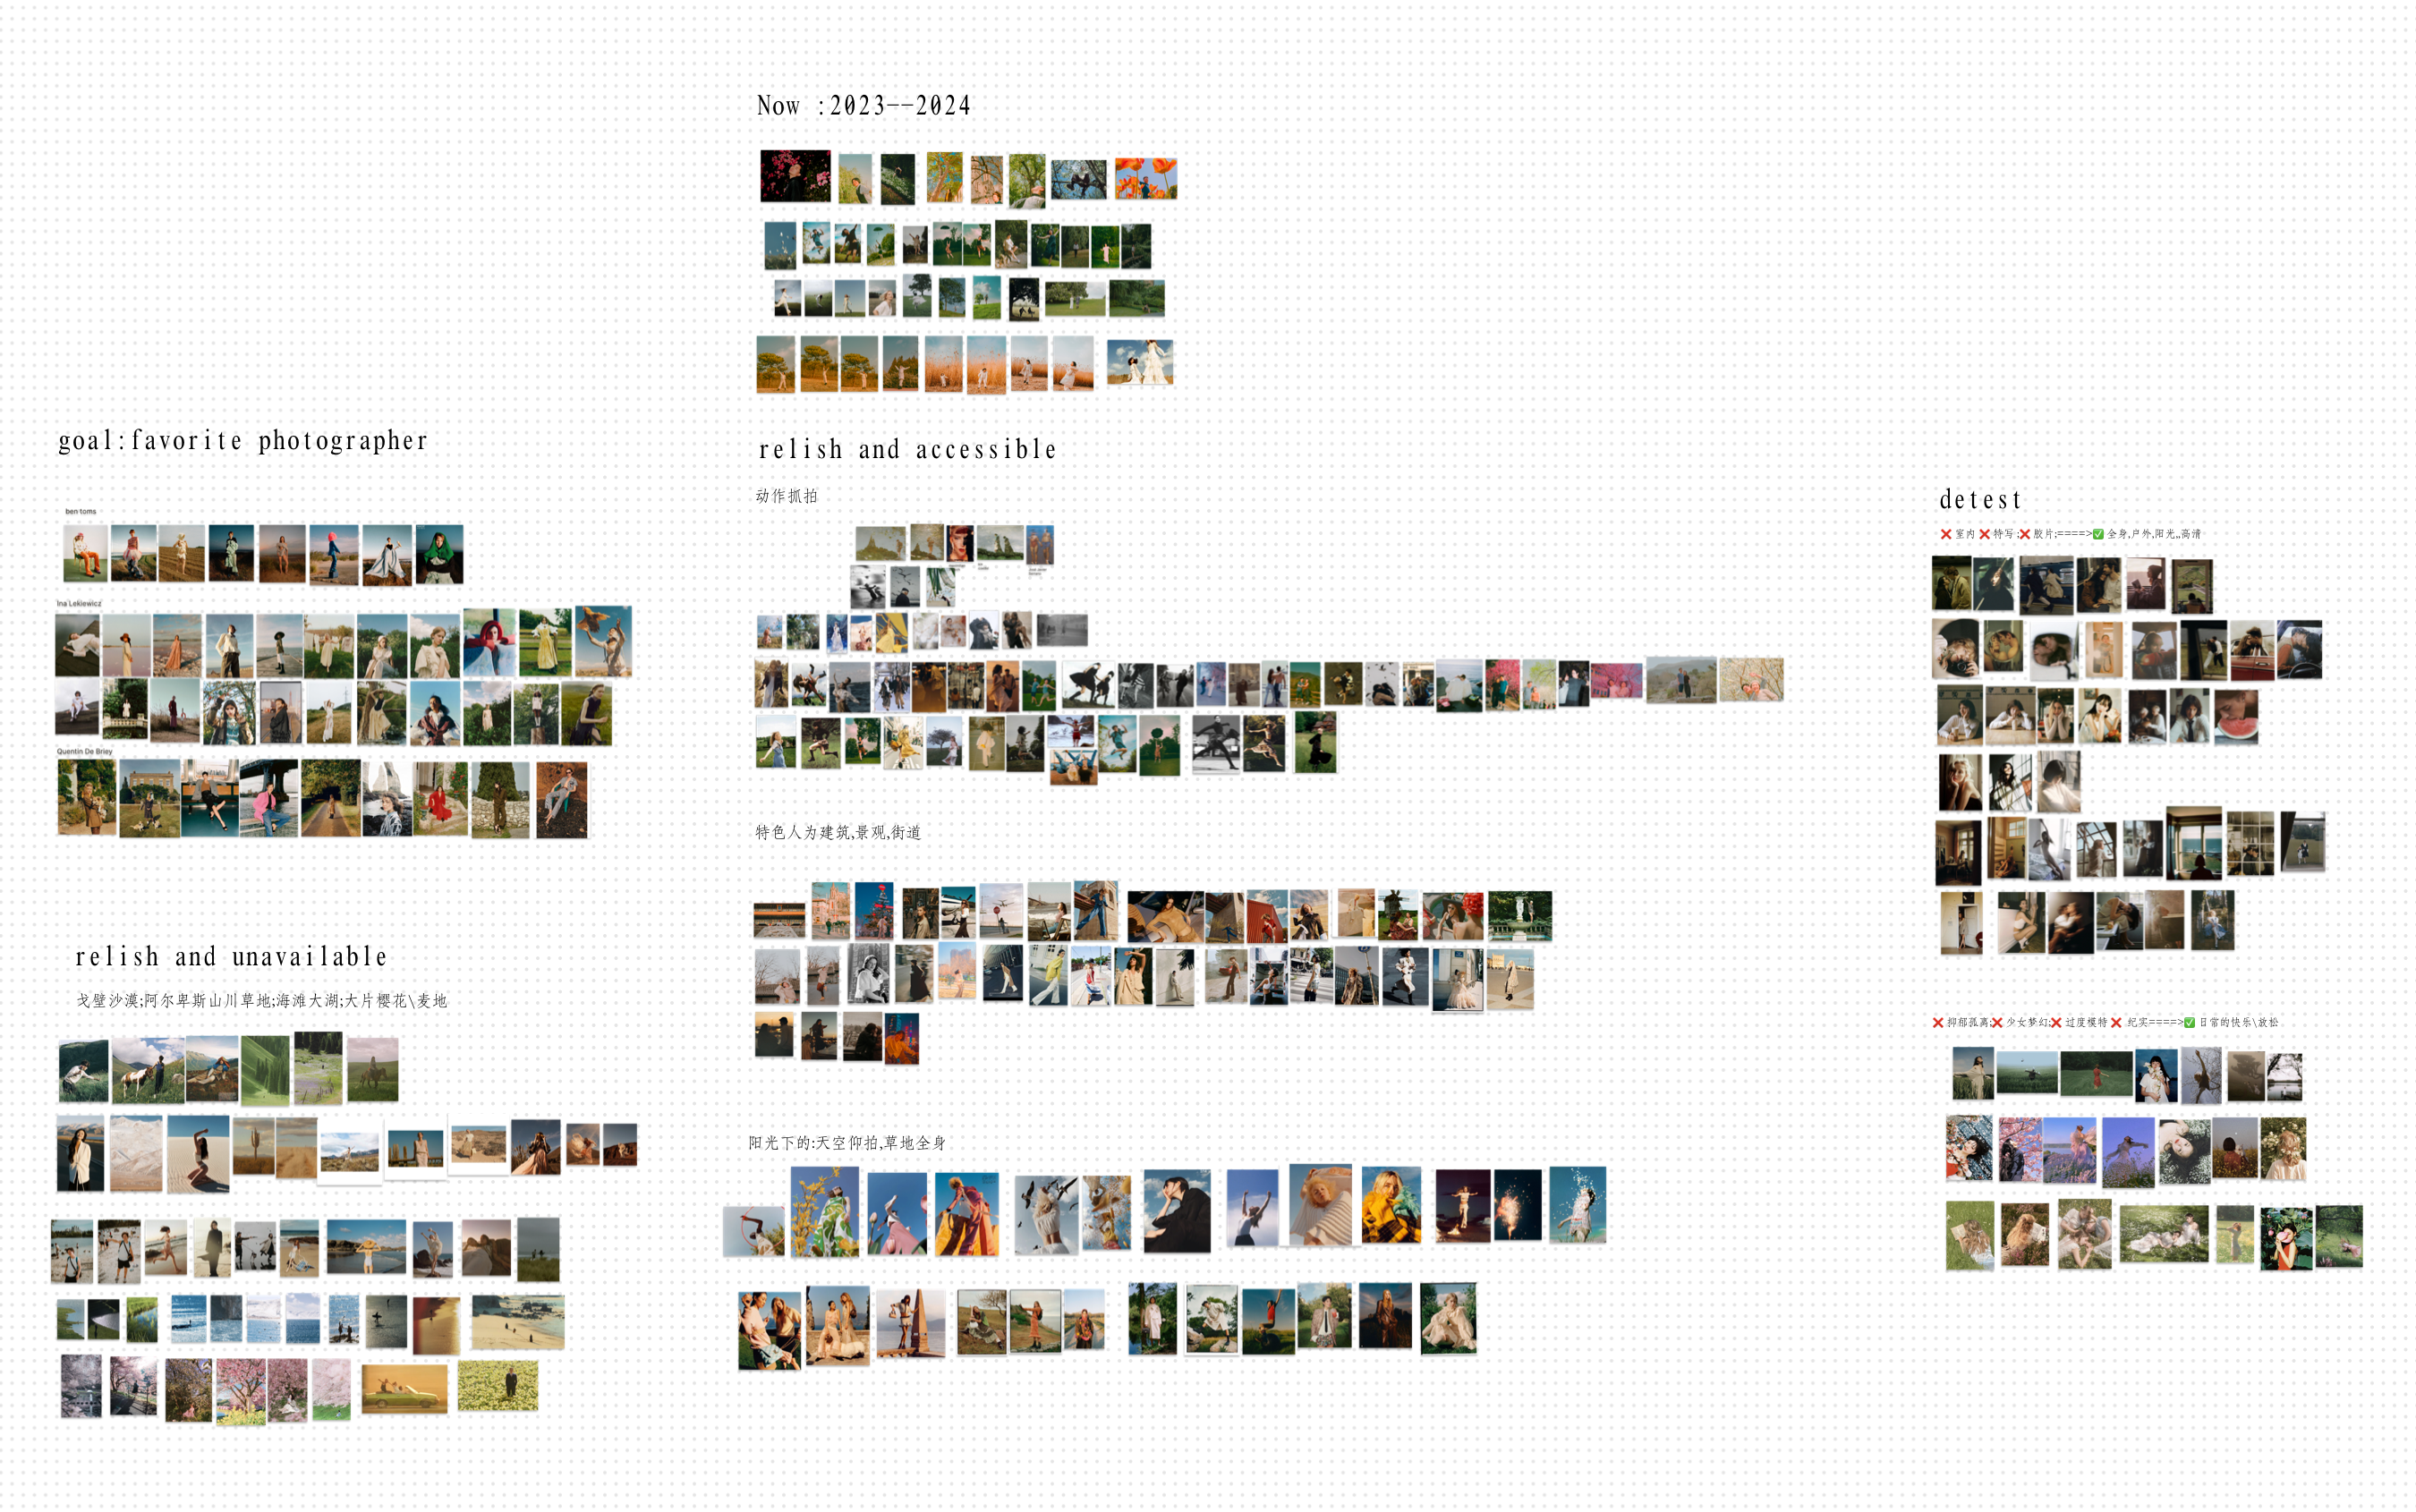 Now :2023--2024
goal:favorite photographer
ben toms
Ina Lekiewicz
Quentin De Briey
relish and unavailable
戈壁沙漠;阿尔卑斯山川草地;海滩大湖;大片樱花\麦地
relish and accessible
动作抓拍
特色人为建筑,景观,街道
阳光下的:天空仰拍,草地全身
detest
❌ 室内 ❌ 特写 ;❌ 胶片;====>✅ 全身,户外,阳光,,高清
❌ 抑郁孤离;❌ 少女梦幻;❌ 过度模特 ❌ 纪实====>✅ 日常的快乐\放松